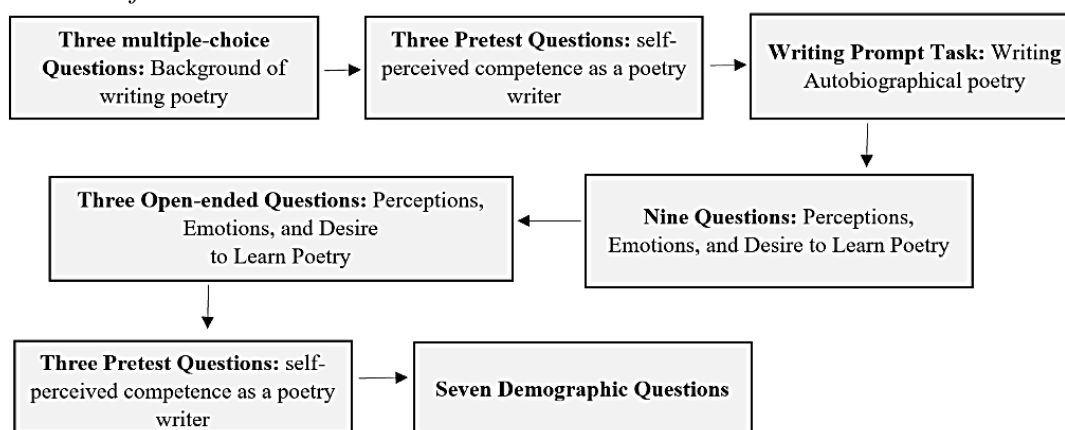 Three multiple-choice
Questions: Background of
writing poetry
Three Pretest Questions: self-
perceived competence as a poetry
writer
Writing Prompt Task: Writing
Autobiographical poetry
Three Open-ended Questions: Perceptions,
Emotions, and Desire
to Learn Poetry
Nine Questions: Perceptions,
Emotions, and Desire to Learn Poetry
Three Pretest Questions: self-
perceived competence as a poetry
writer
Seven Demographic Questions